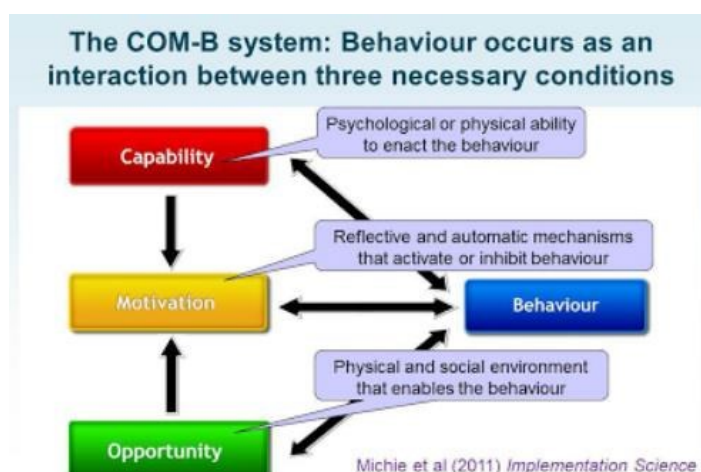 The COM-B system: Behaviour occurs as an
interaction between three necessary conditions
Psychological or physical ability
to enact the behaviour
Capability
Reflective and automatic mechanisms
that activate or inhibit behaviour
Motivation
Behaviour
Physical and social environment
that enables the behaviour
Opportunity
Michie et al (2011) Implementation Science